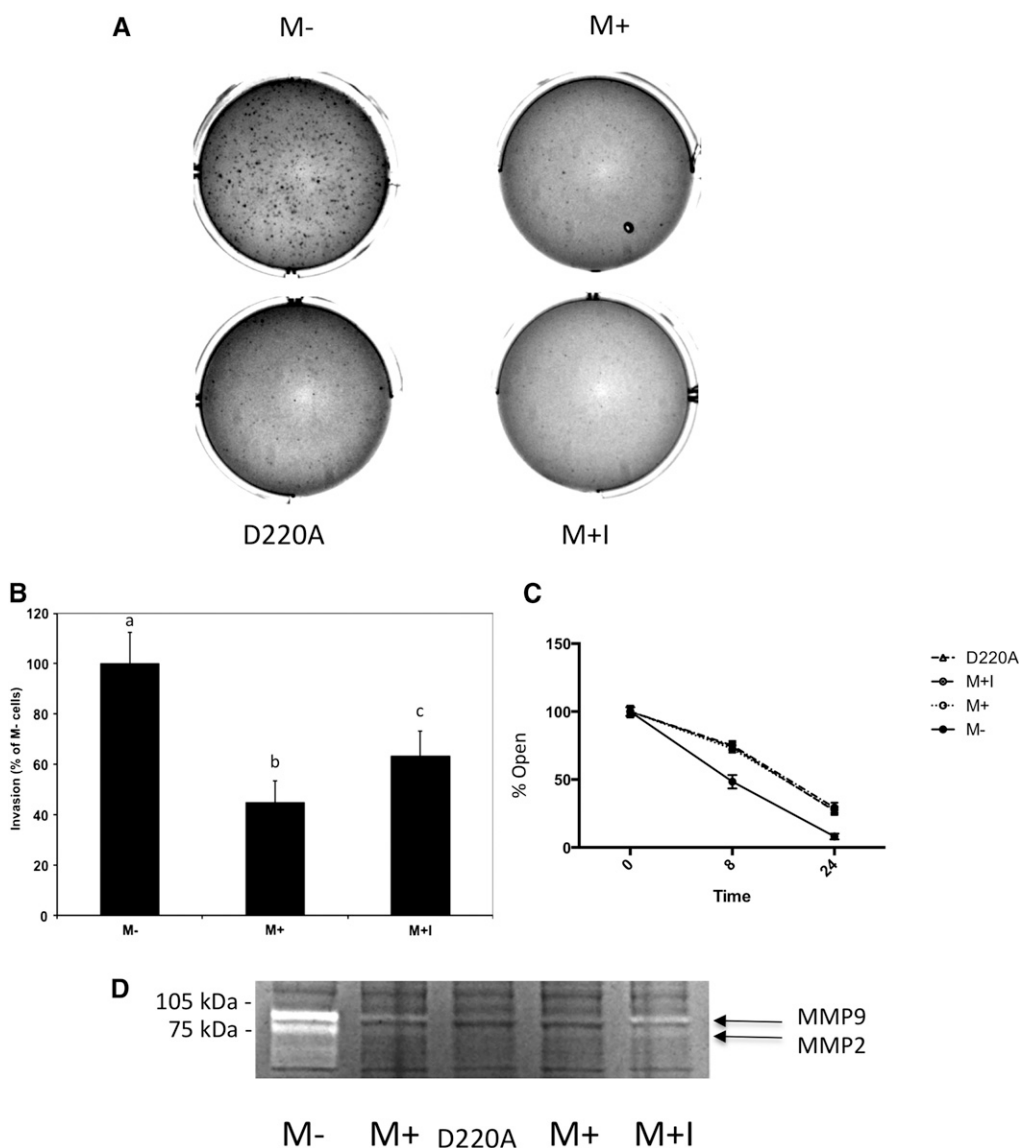 A
M-
M+
D220A
M+I
B
Invasion (% of M- cells)
120
100
80
60
40
20
0
a
b
c
M-
M+
M+I
C
% Open
150
100
50
0
0
8
24
Time
D220A
M+I
M+
M-
D
105 kDa -
75 kDa -
MMP9
MMP2
M-
M+
D220A
M+
M+I